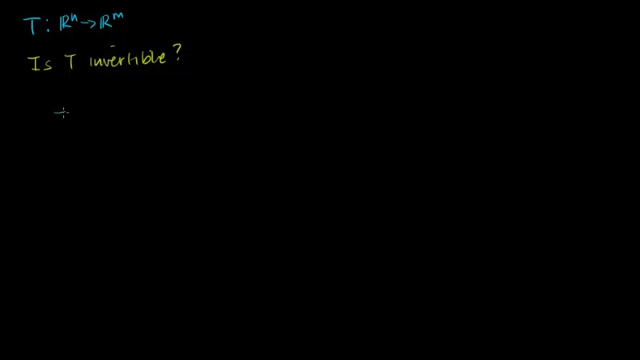 T: ℝⁿ → ℝᵐ
Is T invertible?